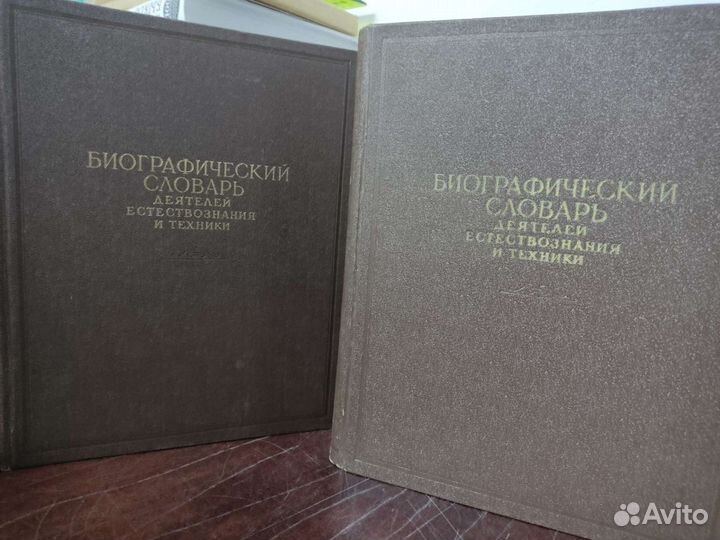 БИОГРАФИЧЕСКИЙ
СЛОВАРЬ
ДЕЯТЕЛЕЙ
ЕСТЕСТВОЗНАНИЯ
И ТЕХНИКИ
БИОГРАФИЧЕСКИЙ
СЛОВАРЬ
ДЕЯТЕЛЕЙ
ЕСТЕСТВОЗНАНИЯ
И ТЕХНИКИ
Avito